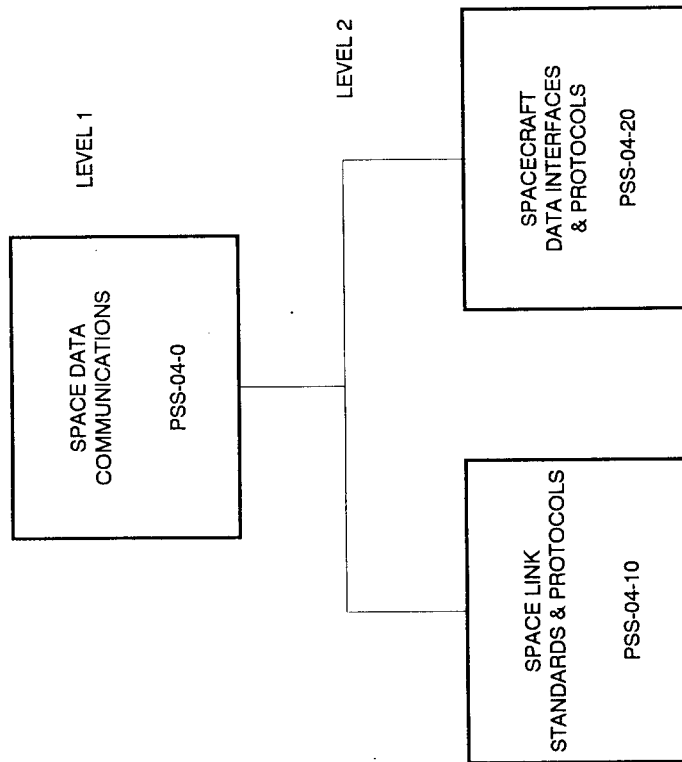 LEVEL 1
SPACE DATA
COMMUNICATIONS
PSS-04-0
LEVEL 2
SPACE LINK
STANDARDS & PROTOCOLS
PSS-04-10
SPACECRAFT
DATA INTERFACES
& PROTOCOLS
PSS-04-20